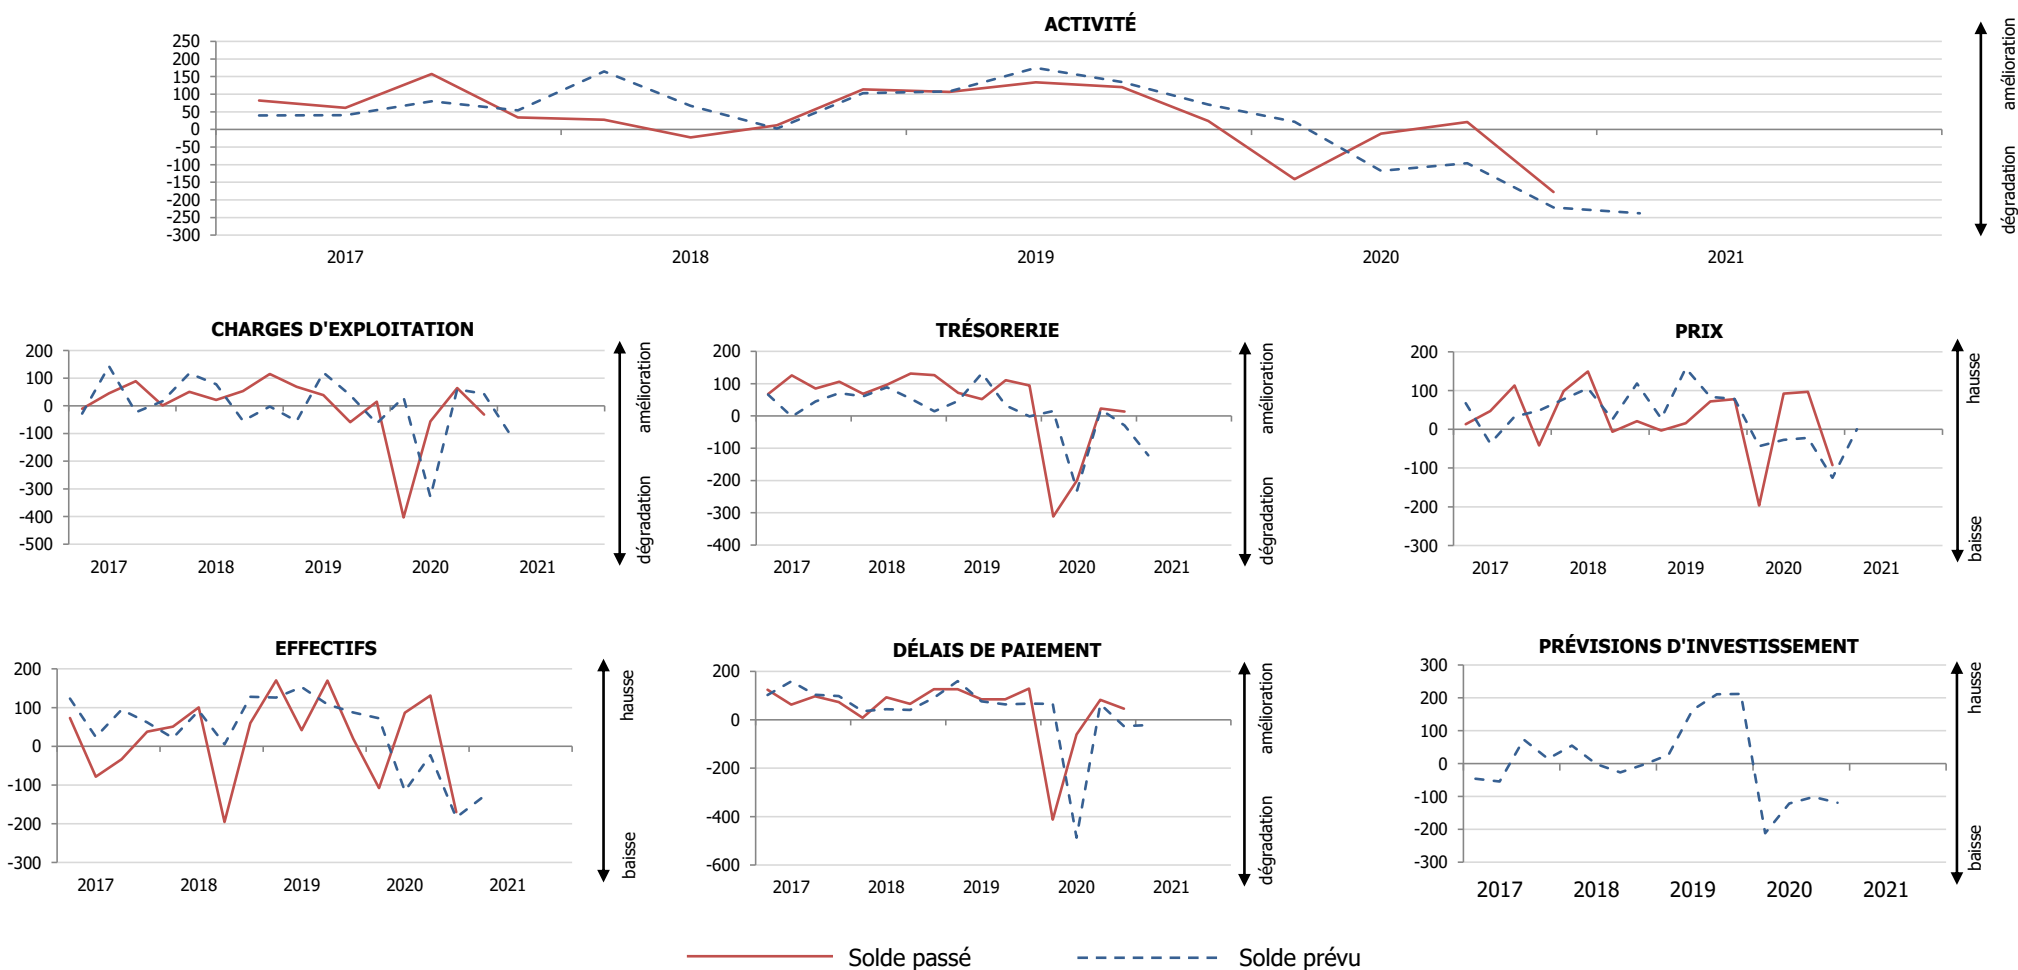 ACTIVITÉ
250
200
150
100
50
0
-50
-100
-150
-200
-250
-300
2017 2018 2019 2020 2021
amélioration
dégradation
CHARGES D'EXPLOITATION
200
100
0
-100
-200
-300
-400
-500
2017 2018 2019 2020 2021
amélioration
dégradation
TRÉSORERIE
200
100
0
-100
-200
-300
-400
2017 2018 2019 2020 2021
amélioration
dégradation
PRIX
200
100
0
-100
-200
-300
2017 2018 2019 2020 2021
hausse
baisse
EFFECTIFS
200
100
0
-100
-200
-300
2017 2018 2019 2020 2021
hausse
baisse
DÉLAIS DE PAIEMENT
200
0
-200
-400
-600
2017 2018 2019 2020 2021
amélioration
dégradation
PRÉVISIONS D'INVESTISSEMENT
300
200
100
0
-100
-200
-300
2017 2018 2019 2020 2021
hausse
baisse
Solde passé Solde prévu